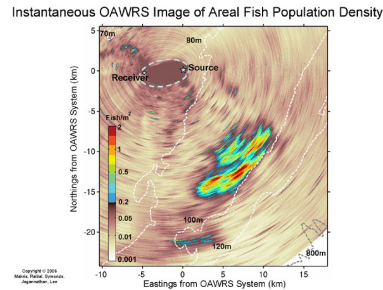 Instantaneous OAWRS Image of Areal Fish Population Density
70m
80m
Receiver
Source
Fish/m²
2
1
0.5
0.2
0.05
0.01
0.001
100m
120m
800m
5
0
-5
-10
-15
-20
Northings from OAWRS System (km)
-10 -5 0 5 10 15
Eastings from OAWRS System (km)
Copyright © 2006
Makris, Ratilal, Symonds,
Jagannathan, Lee